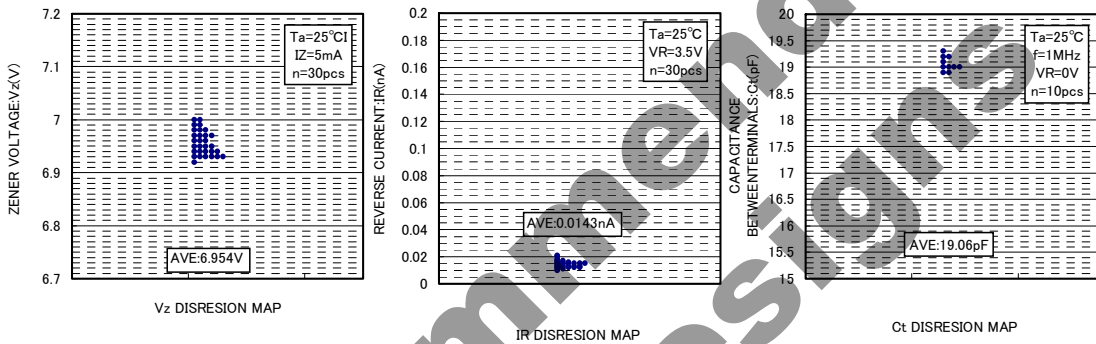 ZENER VOLTAGE:Vz(V)
7.2
7.1
7
6.9
6.8
6.7
Ta=25°CI
IZ=5mA
n=30pcs
AVE:6.954V
Vz DISRESION MAP
REVERSE CURRENT:IR(nA)
0.2
0.18
0.16
0.14
0.12
0.1
0.08
0.06
0.04
0.02
0
Ta=25°C
VR=3.5V
n=30pcs
AVE:0.0143nA
IR DISRESION MAP
CAPACITANCE
BETWEENTERMINALS:Ct(pF)
20
19.5
19
18.5
18
17.5
17
16.5
16
15.5
15
Ta=25°C
f=1MHz
VR=0V
n=10pcs
AVE:19.06pF
Ct DISRESION MAP